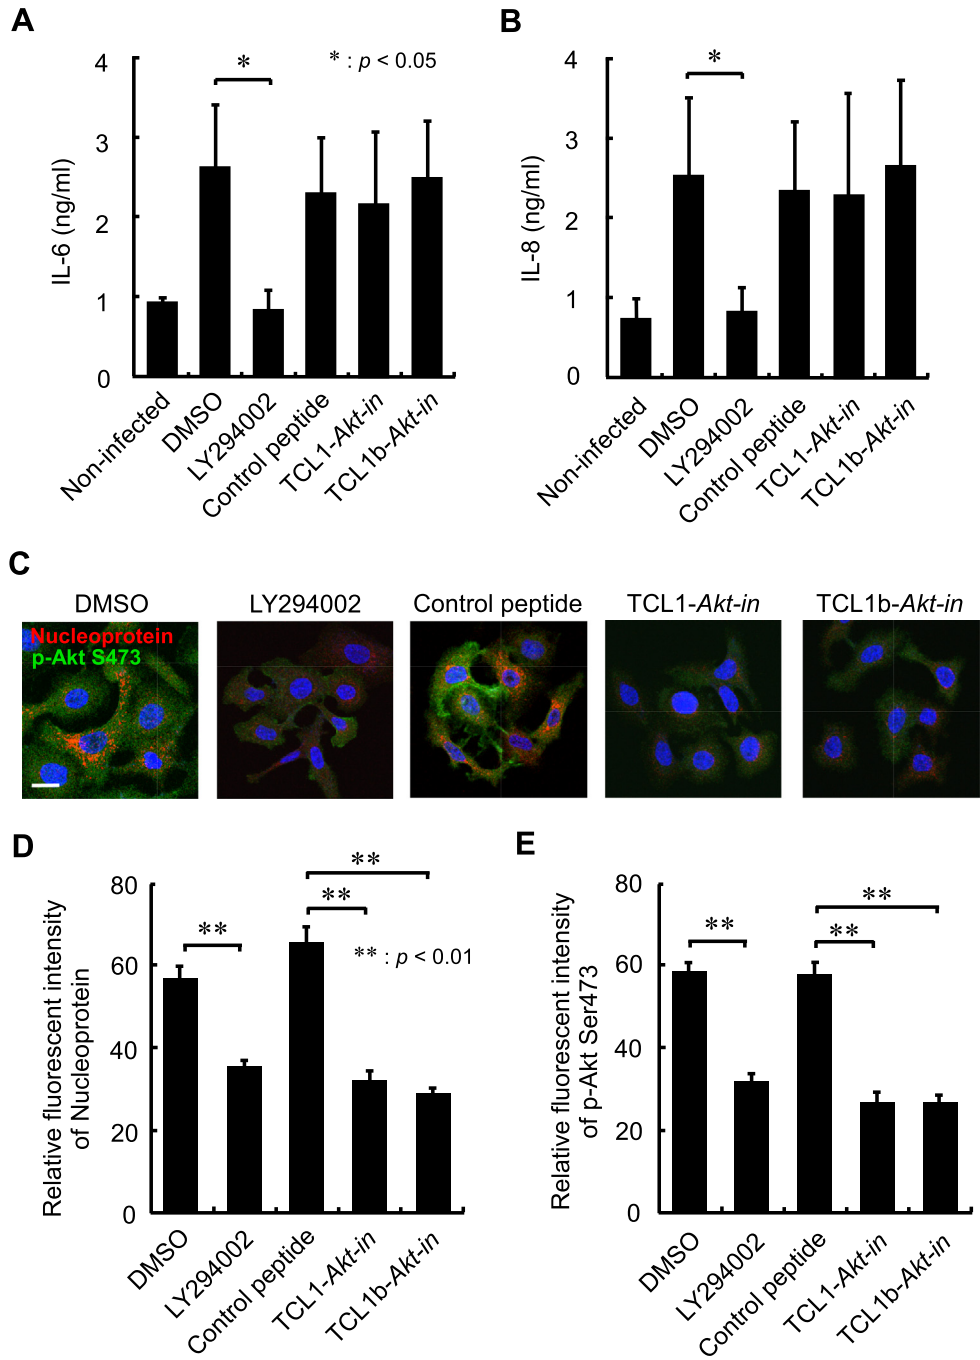 A
IL-6 (ng/ml)
4
3
2
1
0
*
* : p < 0.05
Non-infected
DMSO
LY294002
Control peptide
TCL1-Akt-in
TCL1b-Akt-in
B
IL-8 (ng/ml)
4
3
2
1
0
*
Non-infected
DMSO
LY294002
Control peptide
TCL1-Akt-in
TCL1b-Akt-in
C
DMSO
LY294002
Control peptide
TCL1-Akt-in
TCL1b-Akt-in
Nucleoprotein
p-Akt S473
D
Relative fluorescent intensity
of Nucleoprotein
80
60
40
20
0
**
**
**
** : p < 0.01
DMSO
LY294002
Control peptide
TCL1-Akt-in
TCL1b-Akt-in
E
Relative fluorescent intensity
of p-Akt Ser473
80
60
40
20
0
**
**
**
DMSO
LY294002
Control peptide
TCL1-Akt-in
TCL1b-Akt-in